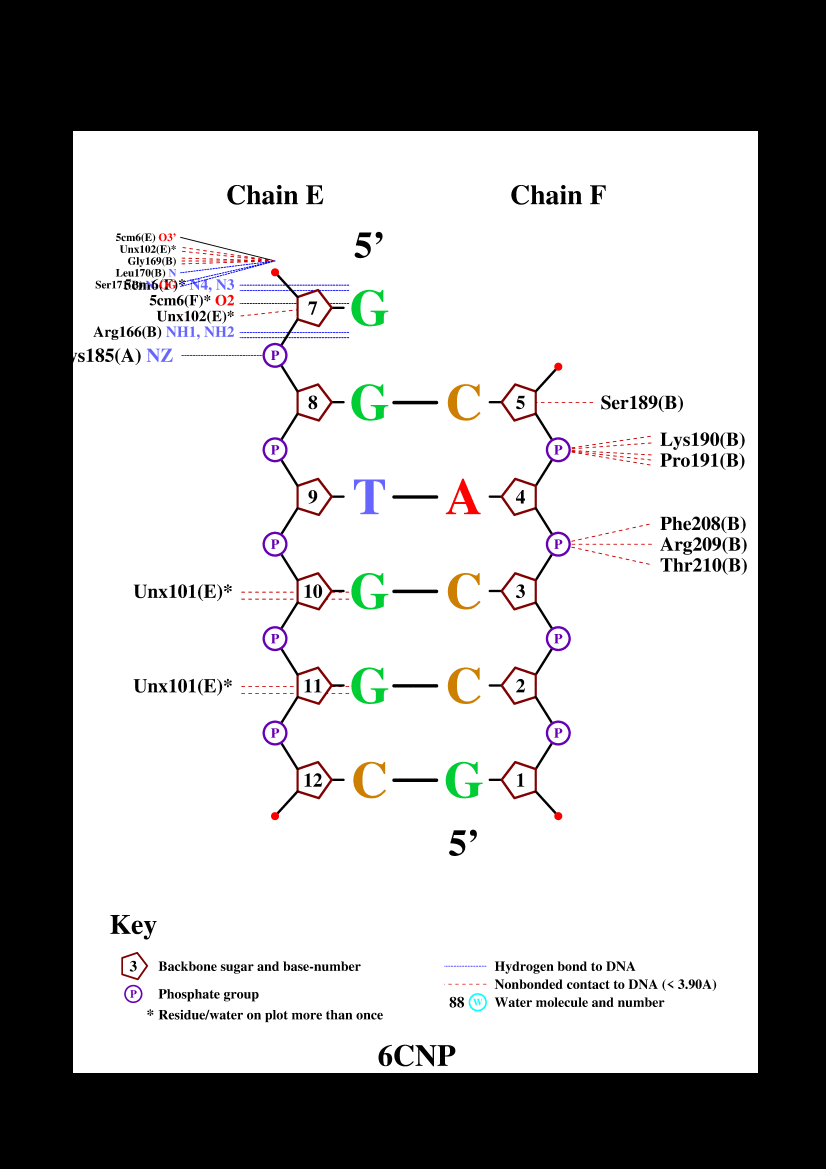 Chain E Chain F
5’
5cm6(E) O3’
Unx102(E)*
Gly169(B)
Leu170(B) N
5cm6(F)* N4, N3
5cm6(F)* O2
7 G
Unx102(E)*
Arg166(B) NH1, NH2
ys185(A) NZ P
8 G C 5 Ser189(B)
P P Lys190(B)
Pro191(B)
9 T A 4
Phe208(B)
P P Arg209(B)
Thr210(B)
Unx101(E)* 10 G C 3
P P
Unx101(E)* 11 G C 2
P P
12 C G 1
5’
Key
3 Backbone sugar and base-number
P Phosphate group
* Residue/water on plot more than once
Hydrogen bond to DNA
Nonbonded contact to DNA (< 3.90A)
88 W Water molecule and number
6CNP